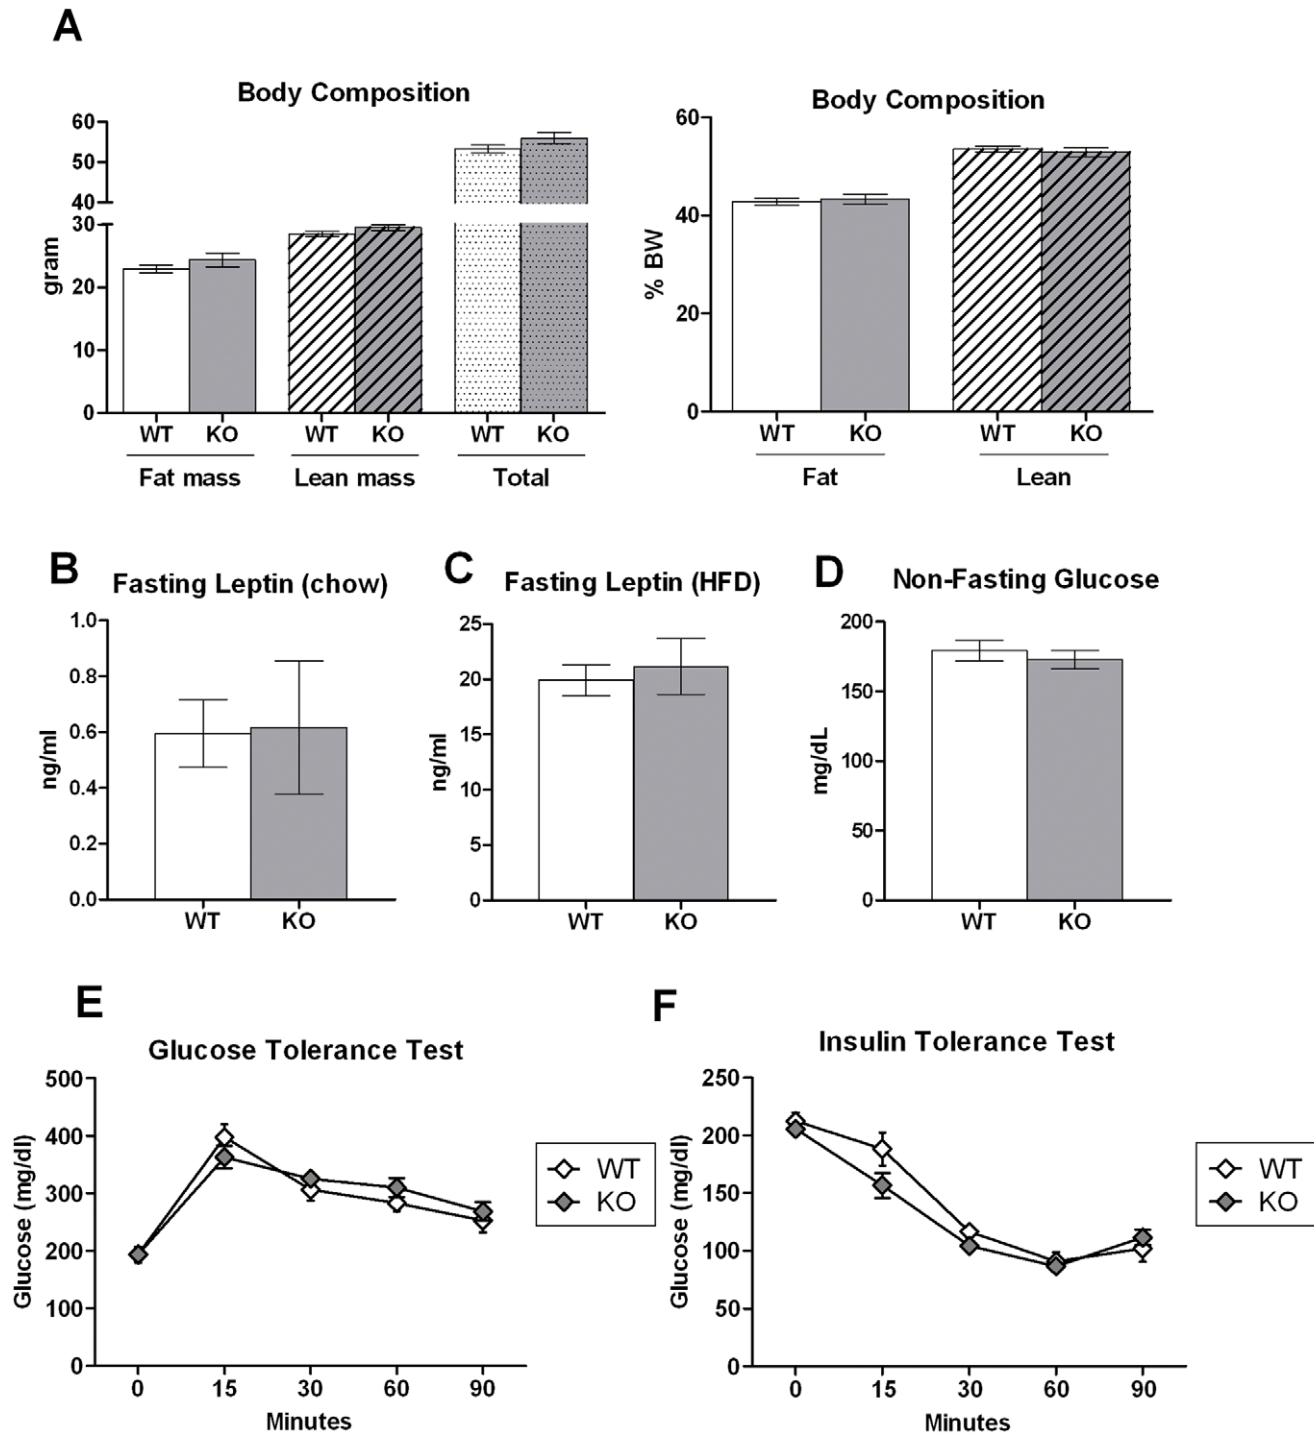 A
Body Composition
60
50
40
30
20
10
0
gram
WT KO WT KO WT KO
Fat mass Lean mass Total
Body Composition
60
40
20
0
% BW
WT KO WT KO
Fat Lean
B
Fasting Leptin (chow)
1.0
0.8
0.6
0.4
0.2
0.0
ng/ml
WT KO
C
Fasting Leptin (HFD)
25
20
15
10
5
0
ng/ml
WT KO
D
Non-Fasting Glucose
200
150
100
50
0
mg/dL
WT KO
E
Glucose Tolerance Test
500
400
300
200
100
0
Glucose (mg/dl)
0 15 30 60 90
Minutes
WT
KO
F
Insulin Tolerance Test
250
200
150
100
50
0
Glucose (mg/dl)
0 15 30 60 90
Minutes
WT
KO